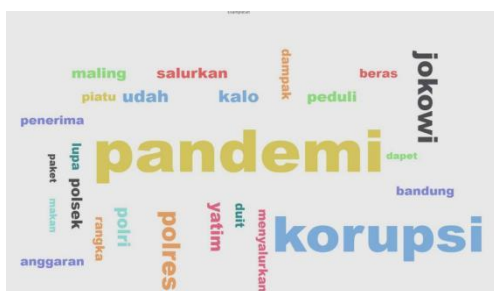 maling
salurkan
dampak
beras
jokowi
piatu
udah
kalo
peduli
penerima
pandemi
lupa
dapet
paket
polsek
bandung
makan
rangka
polri
polres
yatim
duit
menyalurkan
korupsi
anggaran